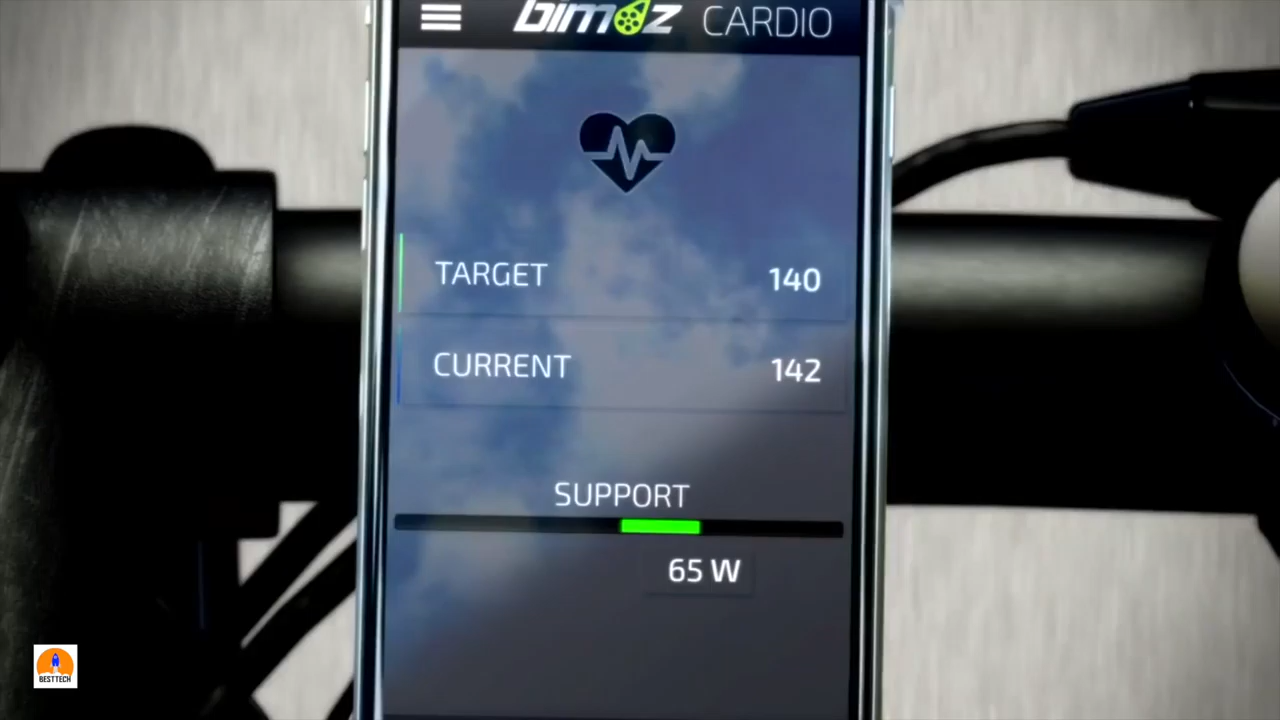 bimoz CARDIO
TARGET 140
CURRENT 142
SUPPORT
65 W
BESTTECH